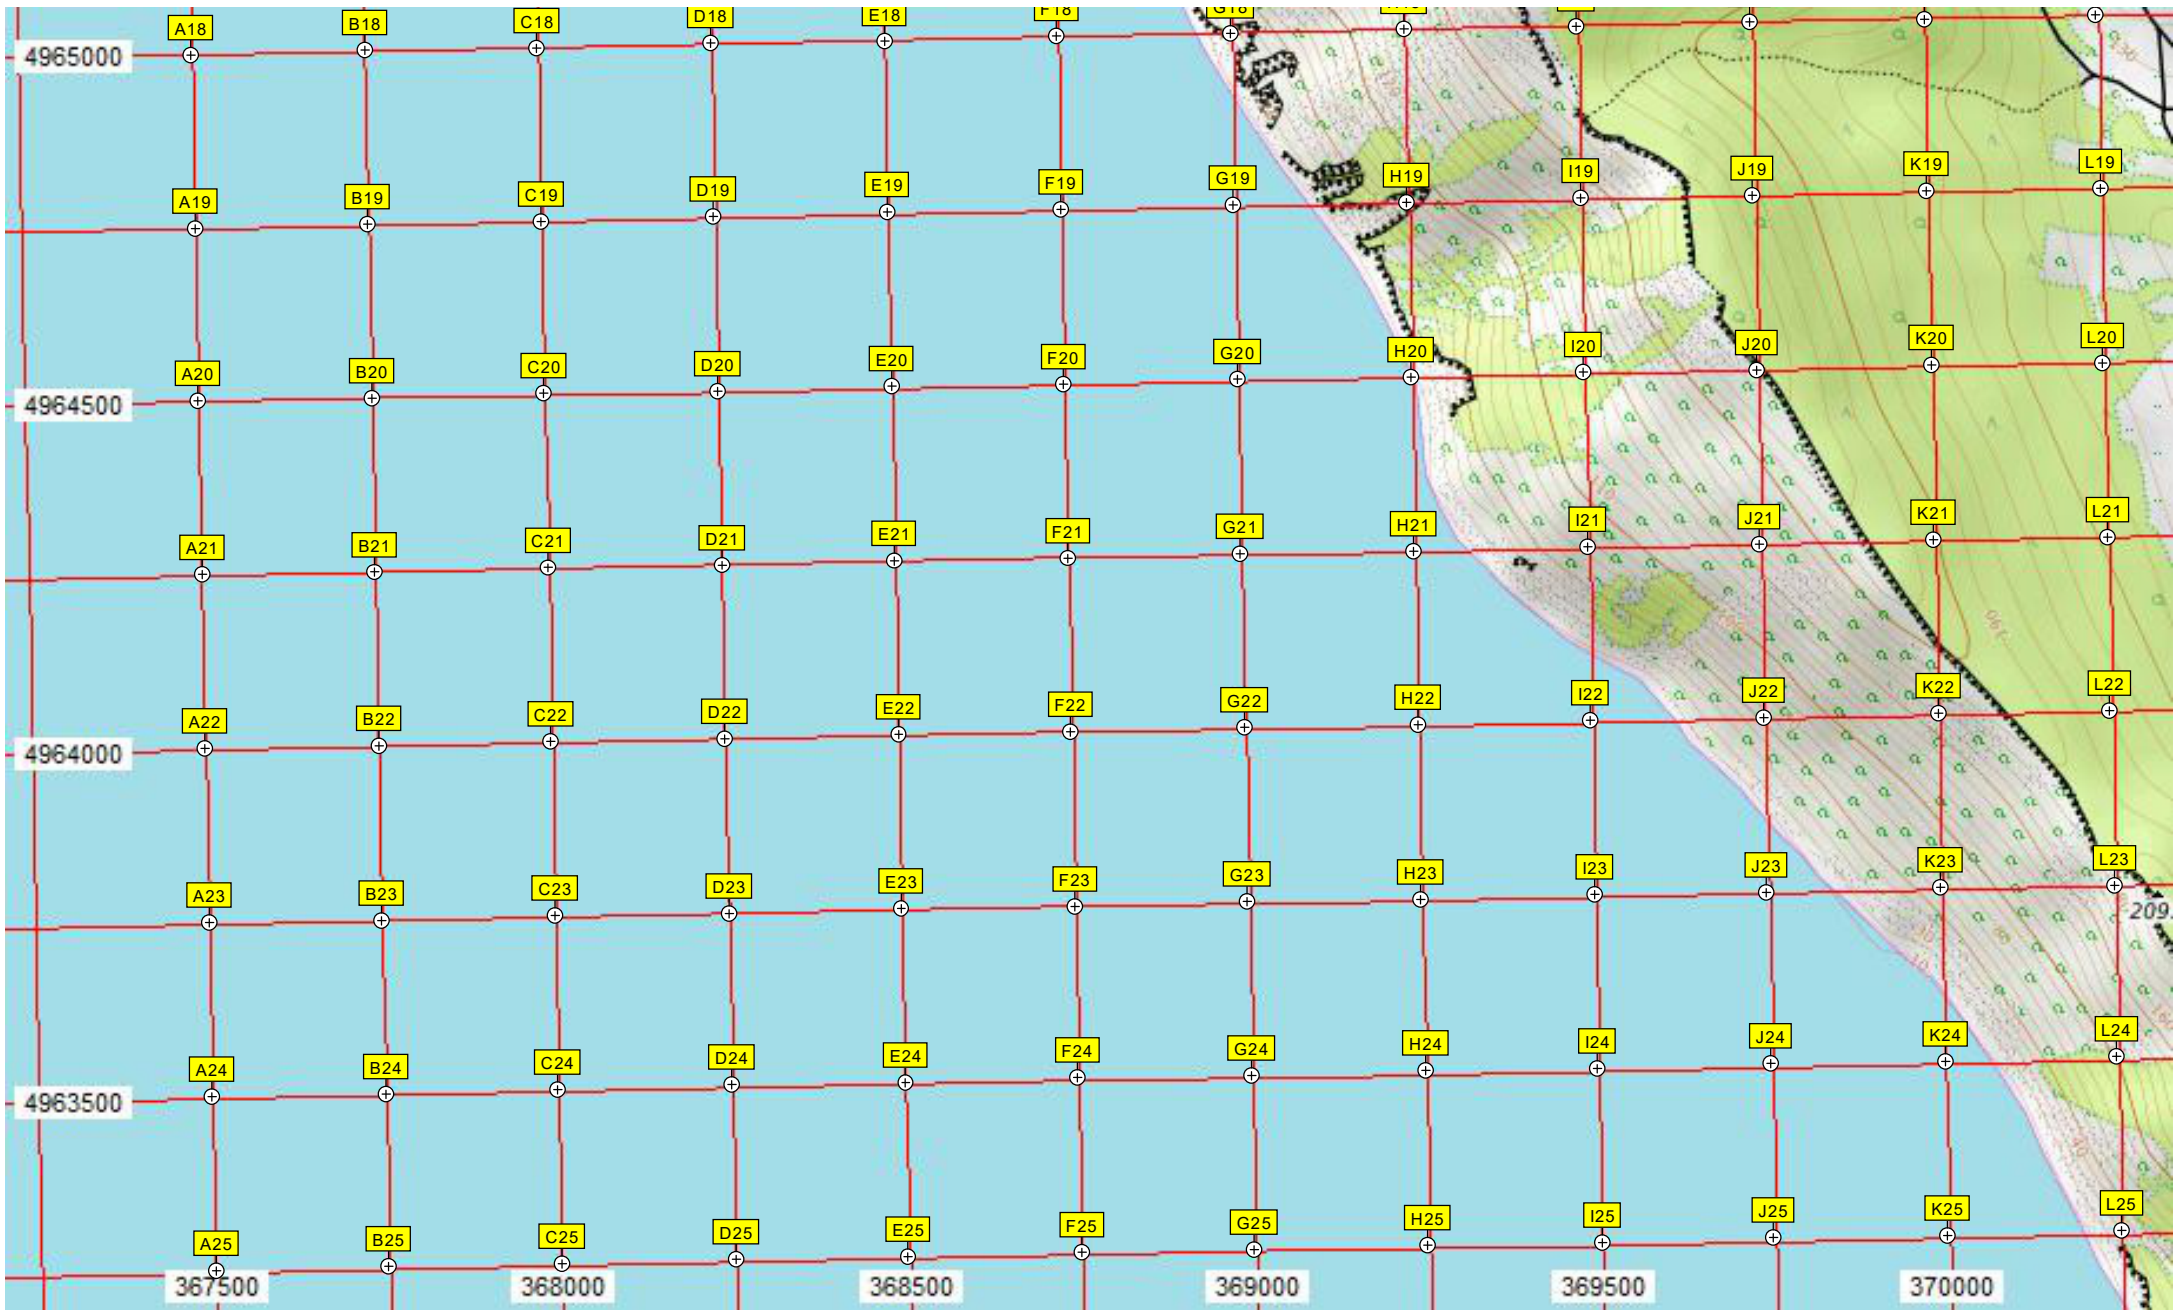 A18 B18 C18 D18 E18 F18 G18
4965000
A19 B19 C19 D19 E19 F19 G19 H19 I19 J19 K19 L19
A20 B20 C20 D20 E20 F20 G20 H20 I20 J20 K20 L20
4964500
A21 B21 C21 D21 E21 F21 G21 H21 I21 J21 K21 L21
A22 B22 C22 D22 E22 F22 G22 H22 I22 J22 K22 L22
4964000
A23 B23 C23 D23 E23 F23 G23 H23 I23 J23 K23 L23
209.
A24 B24 C24 D24 E24 F24 G24 H24 I24 J24 K24 L24
4963500
A25 B25 C25 D25 E25 F25 G25 H25 I25 J25 K25 L25
367500 368000 368500 369000 369500 370000